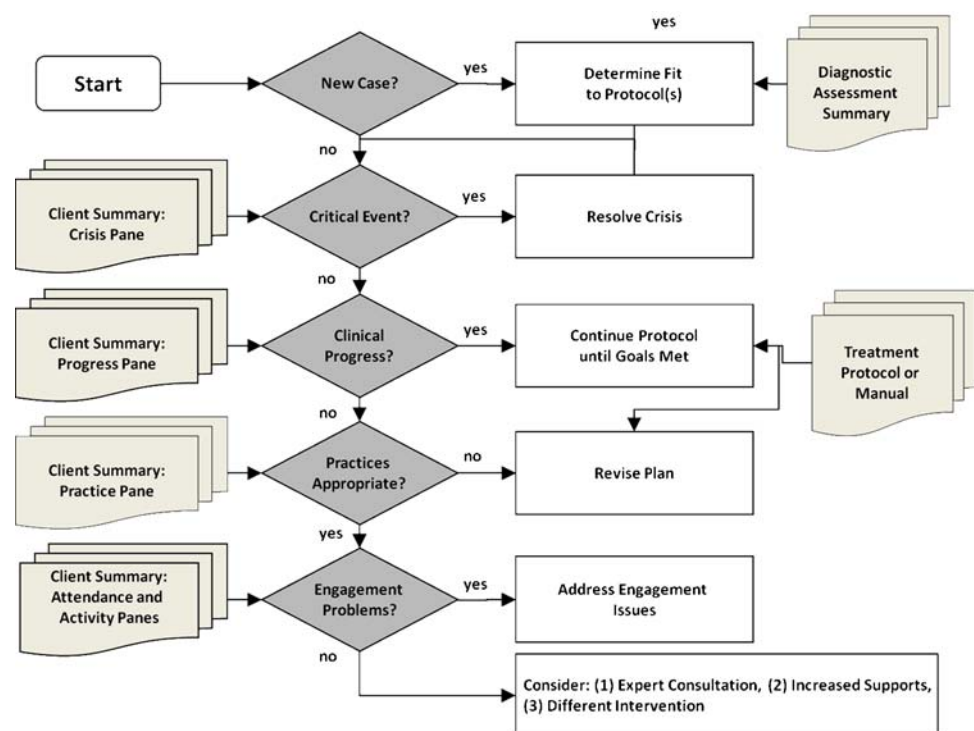 yes
Start
New Case?
yes
Determine Fit
to Protocol(s)
Diagnostic
Assessment
Summary
no
Client Summary:
Crisis Pane
Critical Event?
yes
Resolve Crisis
no
Client Summary:
Progress Pane
Clinical
Progress?
yes
Continue Protocol
until Goals Met
Treatment
Protocol or
Manual
no
Client Summary:
Practice Pane
Practices
Appropriate?
no
Revise Plan
yes
Client Summary:
Attendance and
Activity Panes
Engagement
Problems?
yes
Address Engagement
Issues
no
Consider: (1) Expert Consultation, (2) Increased Supports,
(3) Different Intervention